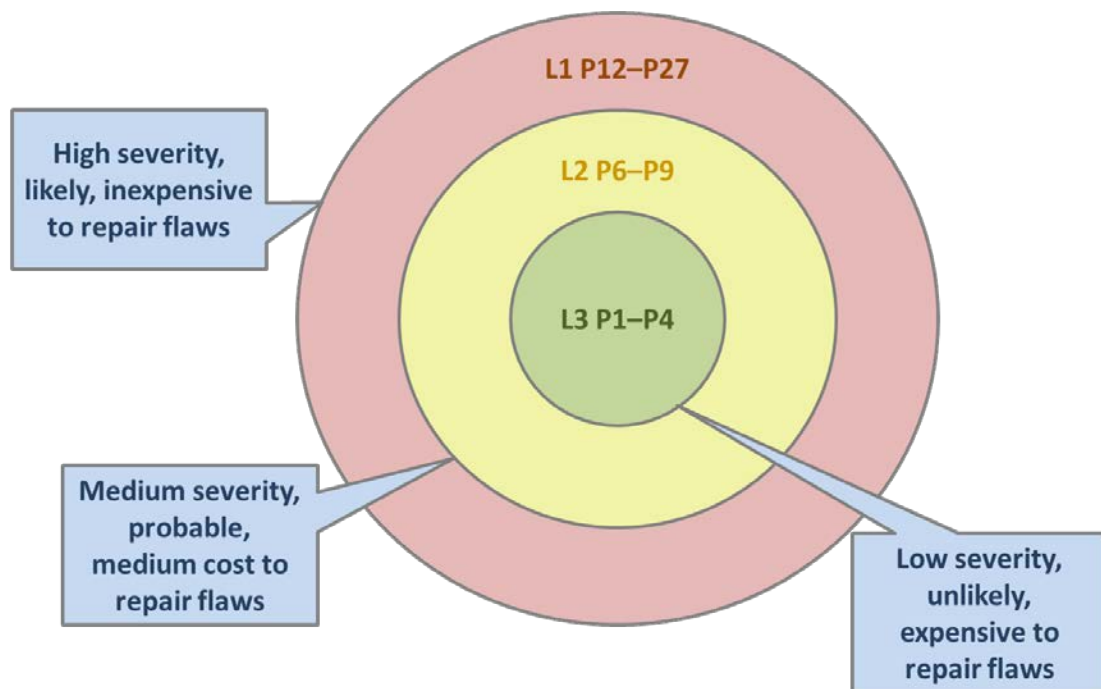 L1 P12–P27
High severity,
likely, inexpensive
to repair flaws
L2 P6–P9
L3 P1–P4
Medium severity,
probable,
medium cost to
repair flaws
Low severity,
unlikely,
expensive to
repair flaws